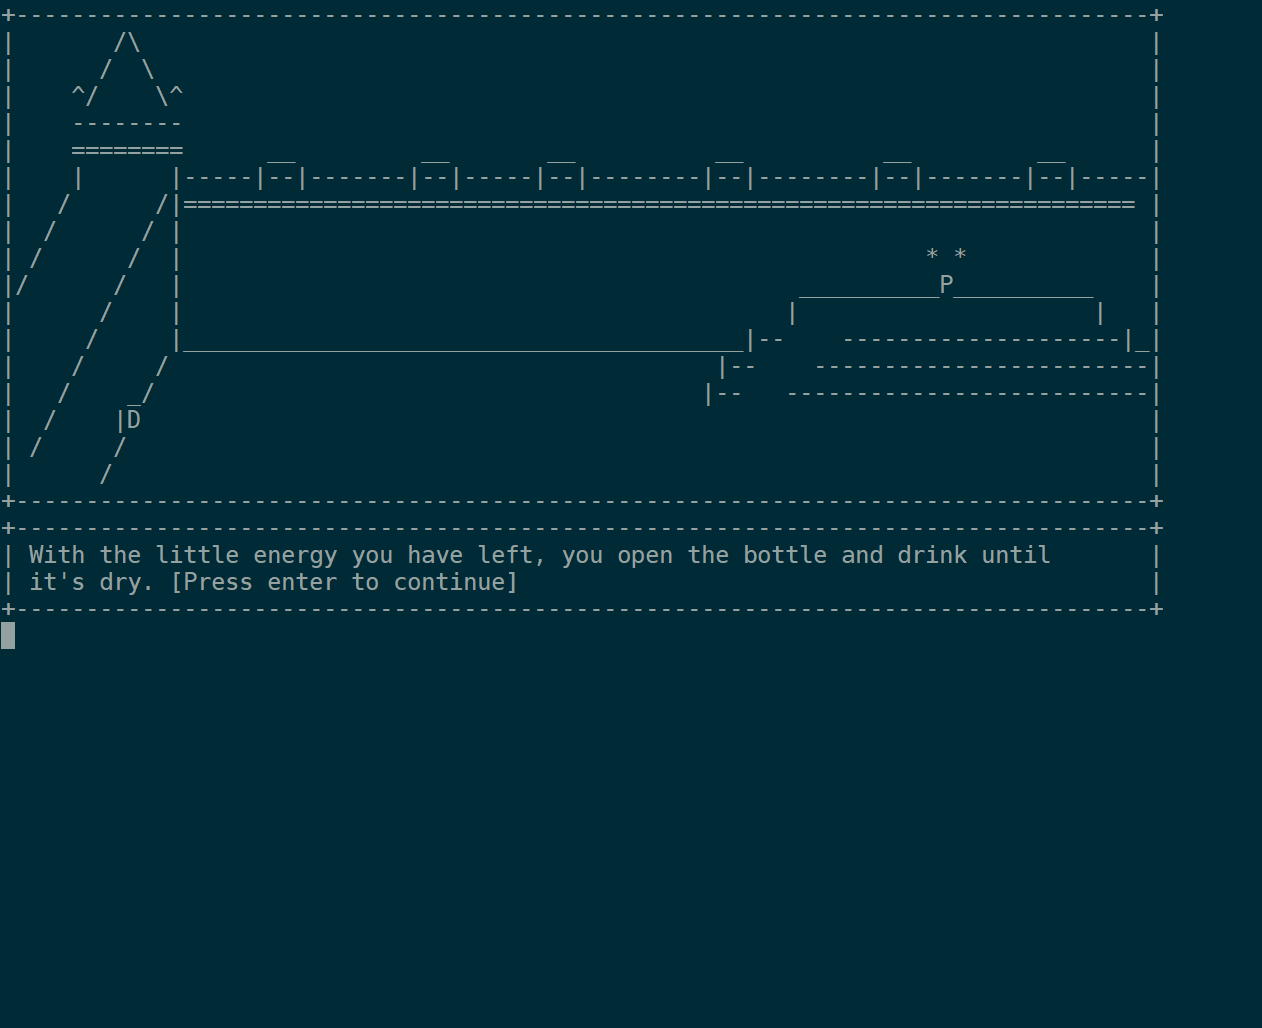 P
D
With the little energy you have left, you open the bottle and drink until
it's dry. [Press enter to continue]